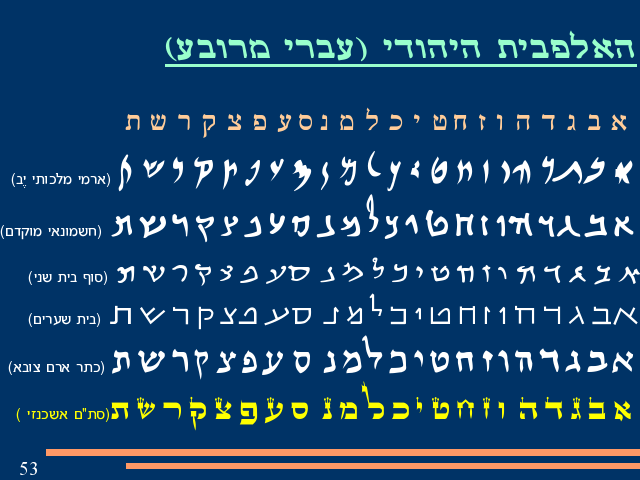 האלפבית היהודי (עברי מרובע)
א ב ג ד ה ו ז ח ט י כ ל מ נ ס ע פ צ ק ר ש ת
א ב ג ד ה ו ז ח ט י כ ל מ נ ס ע פ צ ק ר ש ת (ארמי מלכותי יֶב)
א ב ג ד ה ו ז ח ט י כ ל מ נ ס ע פ צ ק ר ש ת (חשמונאי מוקדם)
א ב ג ד ה ו ז ח ט י כ ל מ נ ס ע פ צ ק ר ש ת (סוף בית שני)
א ב ג ד ה ו ז ח ט י כ ל מ נ ס ע פ צ ק ר ש ת (בית שערים)
א ב ג ד ה ו ז ח ט י כ ל מ נ ס ע פ צ ק ר ש ת (כתר ארם צובא)
א ב ג ד ה ו ז ח ט י כ ל מ נ ס ע פ צ ק ר ש ת (סת"ם אשכנזי )
53